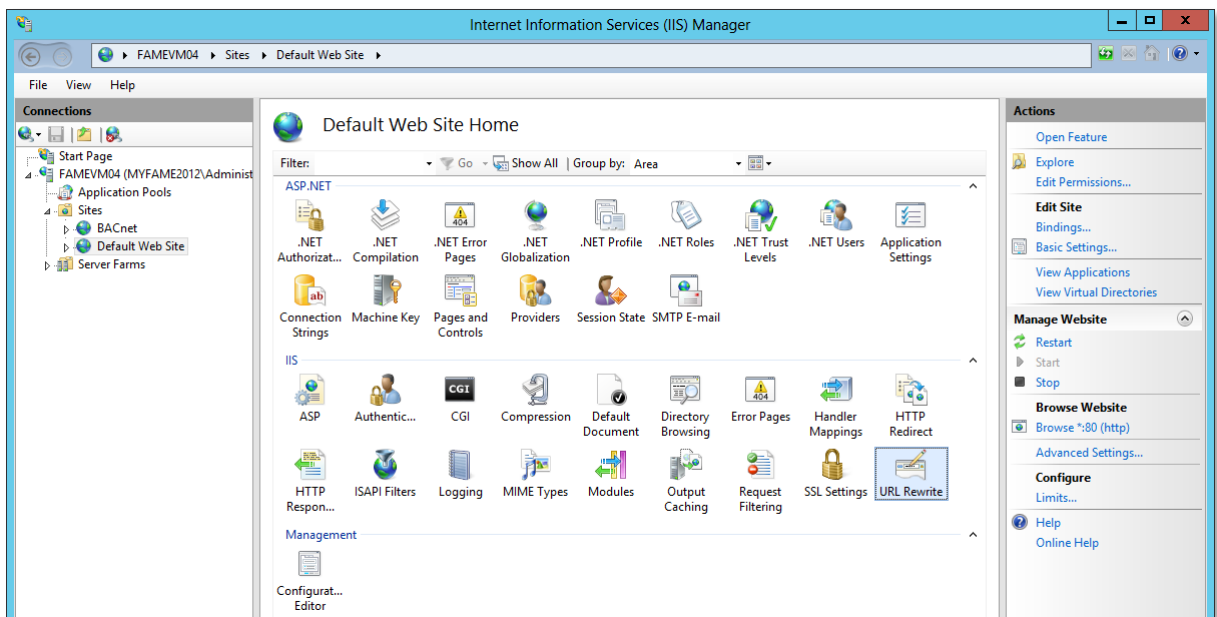 Internet Information Services (IIS) Manager
FAMEVM04 Sites Default Web Site
File View Help
Connections
Start Page
FAMEVM04 (MYFAME2012\Administ
Application Pools
Sites
BACnet
Default Web Site
Server Farms
Default Web Site Home
Filter: Go Show All Group by: Area
ASP.NET
.NET Authorizat...
.NET Compilation
.NET Error Pages
.NET Globalization
.NET Profile
.NET Roles
.NET Trust Levels
.NET Users
Application Settings
Connection Strings
Machine Key
Pages and Controls
Providers
Session State
SMTP E-mail
IIS
ASP
Authentic...
CGI
Compression
Default Document
Directory Browsing
Error Pages
Handler Mappings
HTTP Redirect
HTTP Respon...
ISAPI Filters
Logging
MIME Types
Modules
Output Caching
Request Filtering
SSL Settings
URL Rewrite
Management
Configurat... Editor
Actions
Open Feature
Explore
Edit Permissions...
Edit Site
Bindings...
Basic Settings...
View Applications
View Virtual Directories
Manage Website
Restart
Start
Stop
Browse Website
Browse *:80 (http)
Advanced Settings...
Configure
Limits...
Help
Online Help